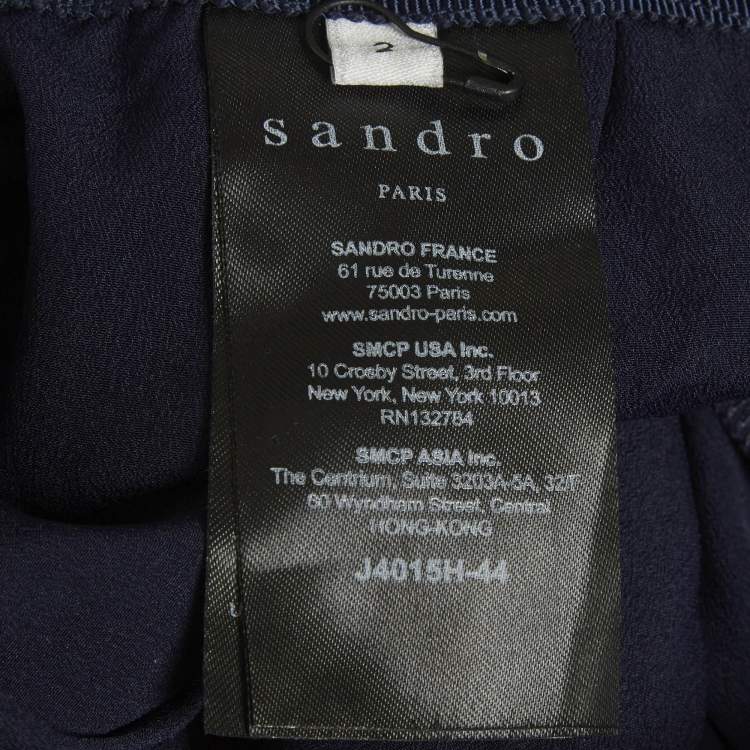 2
sandro
PARIS
SANDRO FRANCE
61 rue de Turenne
75003 Paris
www.sandro-paris.com
SMCP USA Inc.
10 Crosby Street, 3rd Floor
New York, New York 10013
RN132784
SMCP ASIA Inc.
The Centrium, Suite 3203A-5A, 32/F
60 Wyndham Street, Central
HONG-KONG
J4015H-44